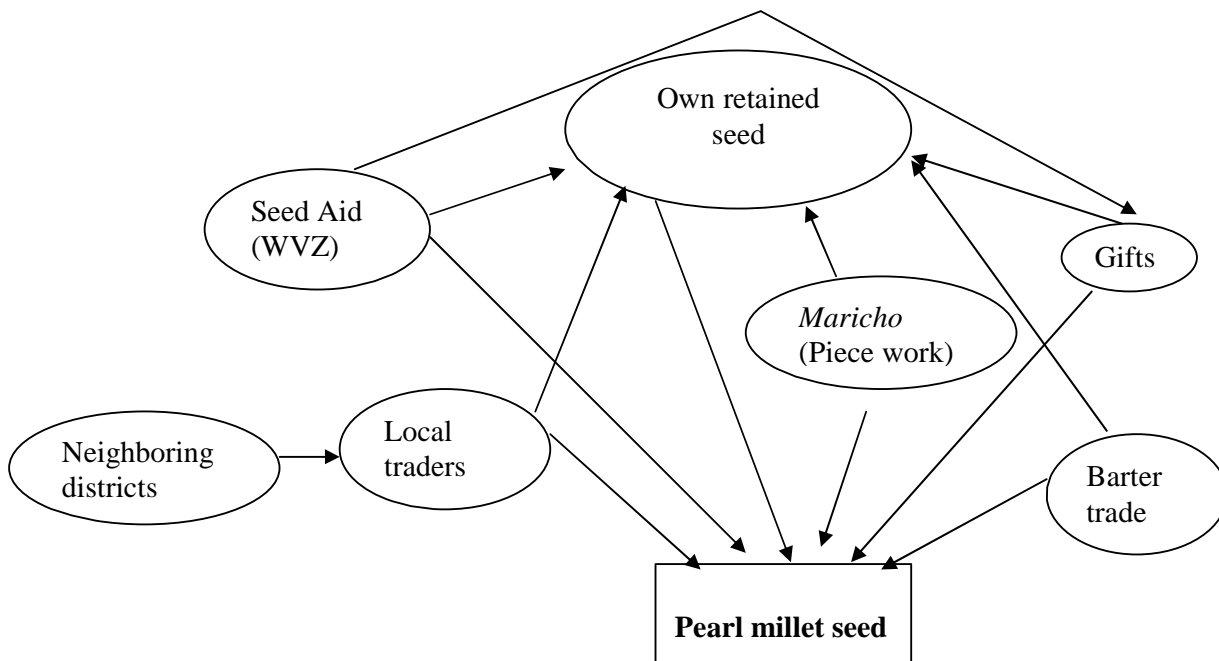 Own retained
seed
Seed Aid
(WVZ)
Gifts
Maricho
(Piece work)
Local
traders
Neighboring
districts
Barter
trade
Pearl millet seed